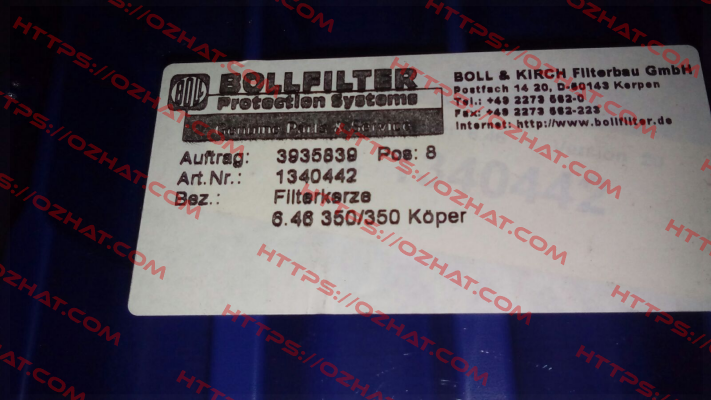 BOLL
BOLLFILTER
Protection Systems
BOLL & KIRCH Filterbau GmbH
Postfach 14 20, D-50143 Kerpen
Tel.: +49 2273 562-0
Fax: +49 2273 562-223
Internet: http://www.bollfilter.de
Auftrag: 3935839 Pos: 8
Art.Nr.: 1340442
Bez.: Filterkerze
6.46 350/350 Köper
1340442
HTTPS://OZHAT.COM